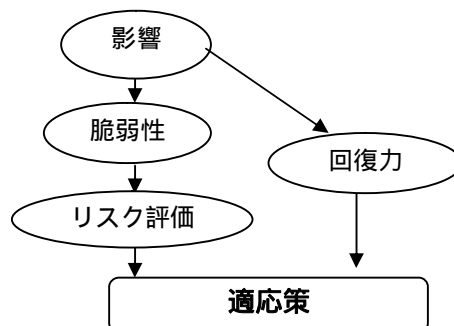 影響
脆弱性
回復力
リスク評価
適応策